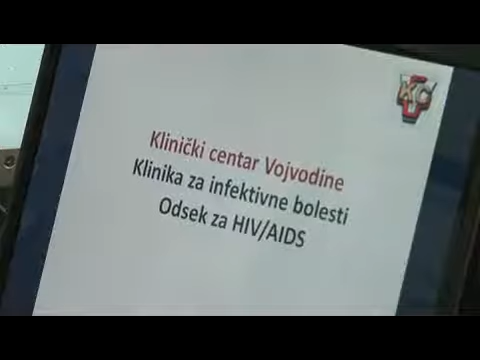 Klinički centar Vojvodine
Klinika za infektivne bolesti
Odsek za HIV/AIDS